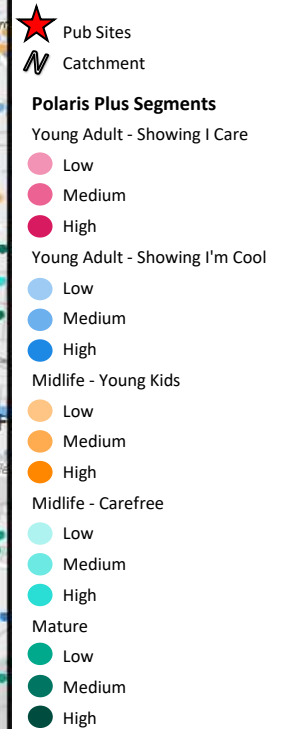 Pub Sites
Catchment
Polaris Plus Segments
Young Adult - Showing I Care
Low
Medium
High
Young Adult - Showing I'm Cool
Low
Medium
High
Midlife - Young Kids
Low
Medium
High
Midlife - Carefree
Low
Medium
High
Mature
Low
Medium
High